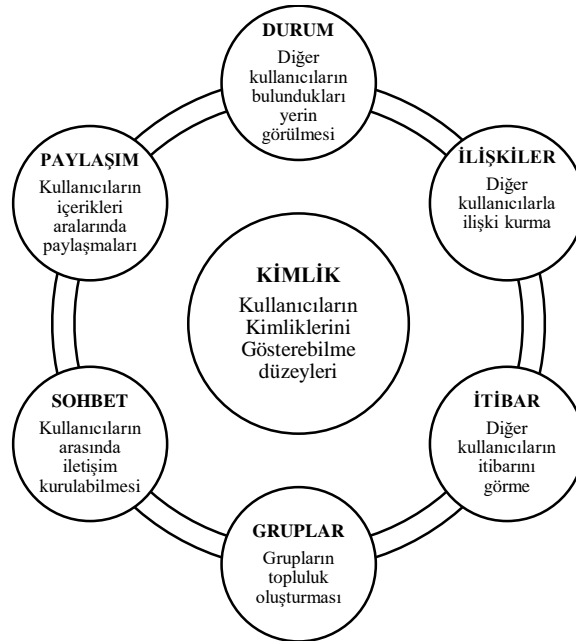 DURUM
Diğer
kullanıcıların
bulundukları
yerin
görülmesi
PAYLAŞIM
Kullanıcıların
içerikleri
aralarında
paylaşmaları
İLİŞKİLER
Diğer
kullanıcılarla
ilişki kurma
KİMLİK
Kullanıcıların
Kimliklerini
Gösterebilme
düzeyleri
SOHBET
Kullanıcıların
arasında
iletişim
kurulabilmesi
İTİBAR
Diğer
kullanıcıların
itibarını
görme
GRUPLAR
Grupların
topluluk
oluşturması